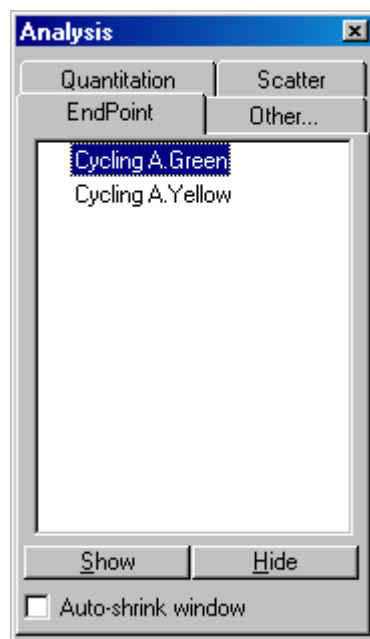 Analysis
Quantitation Scatter
EndPoint Other...
Cycling A.Green
Cycling A.Yellow
Show Hide
Auto-shrink window